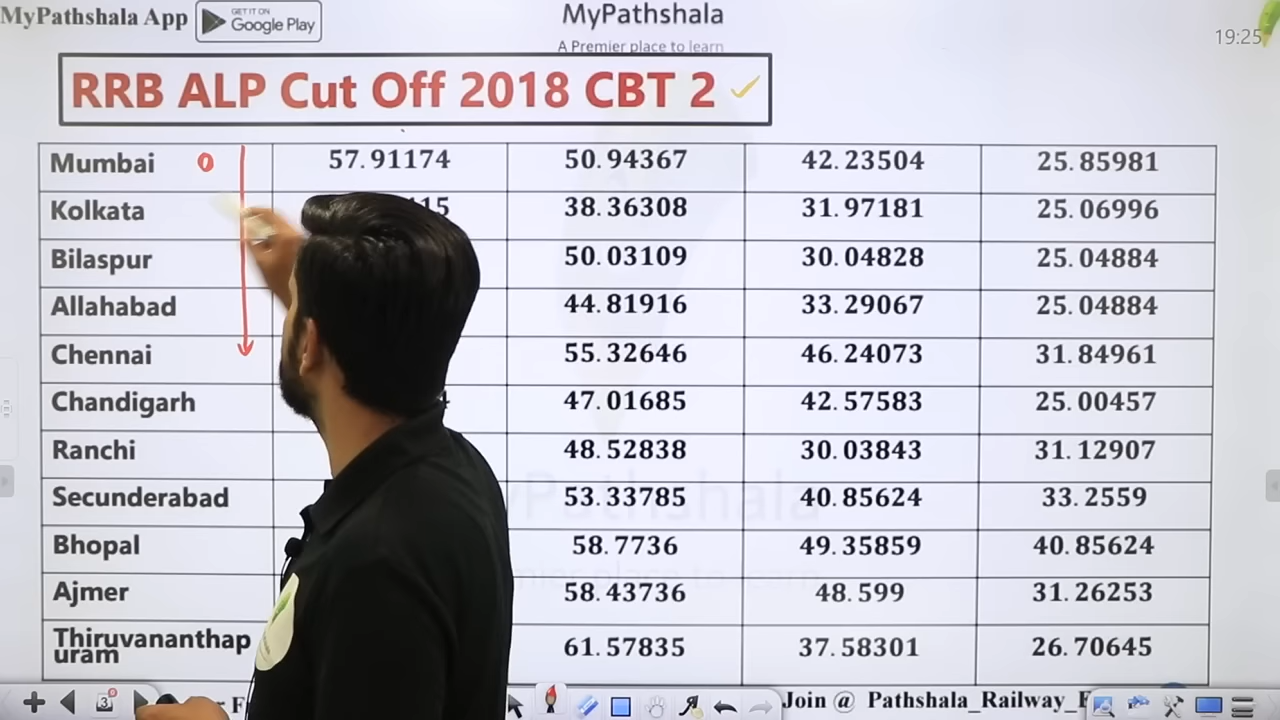 MyPathshala App
GET IT ON
Google Play
MyPathshala
A Premier place to learn
19:25
RRB ALP Cut Off 2018 CBT 2
Mumbai 57.91174 50.94367 42.23504 25.85981
Kolkata 38.36308 31.97181 25.06996
Bilaspur 50.03109 30.04828 25.04884
Allahabad 44.81916 33.29067 25.04884
Chennai 55.32646 46.24073 31.84961
Chandigarh 47.01685 42.57583 25.00457
Ranchi 48.52838 30.03843 31.12907
Secunderabad 53.33785 40.85624 33.2559
Bhopal 58.7736 49.35859 40.85624
Ajmer 58.43736 48.599 31.26253
Thiruvananthap
uram 61.57835 37.58301 26.70645
Join @ Pathshala_Railway_